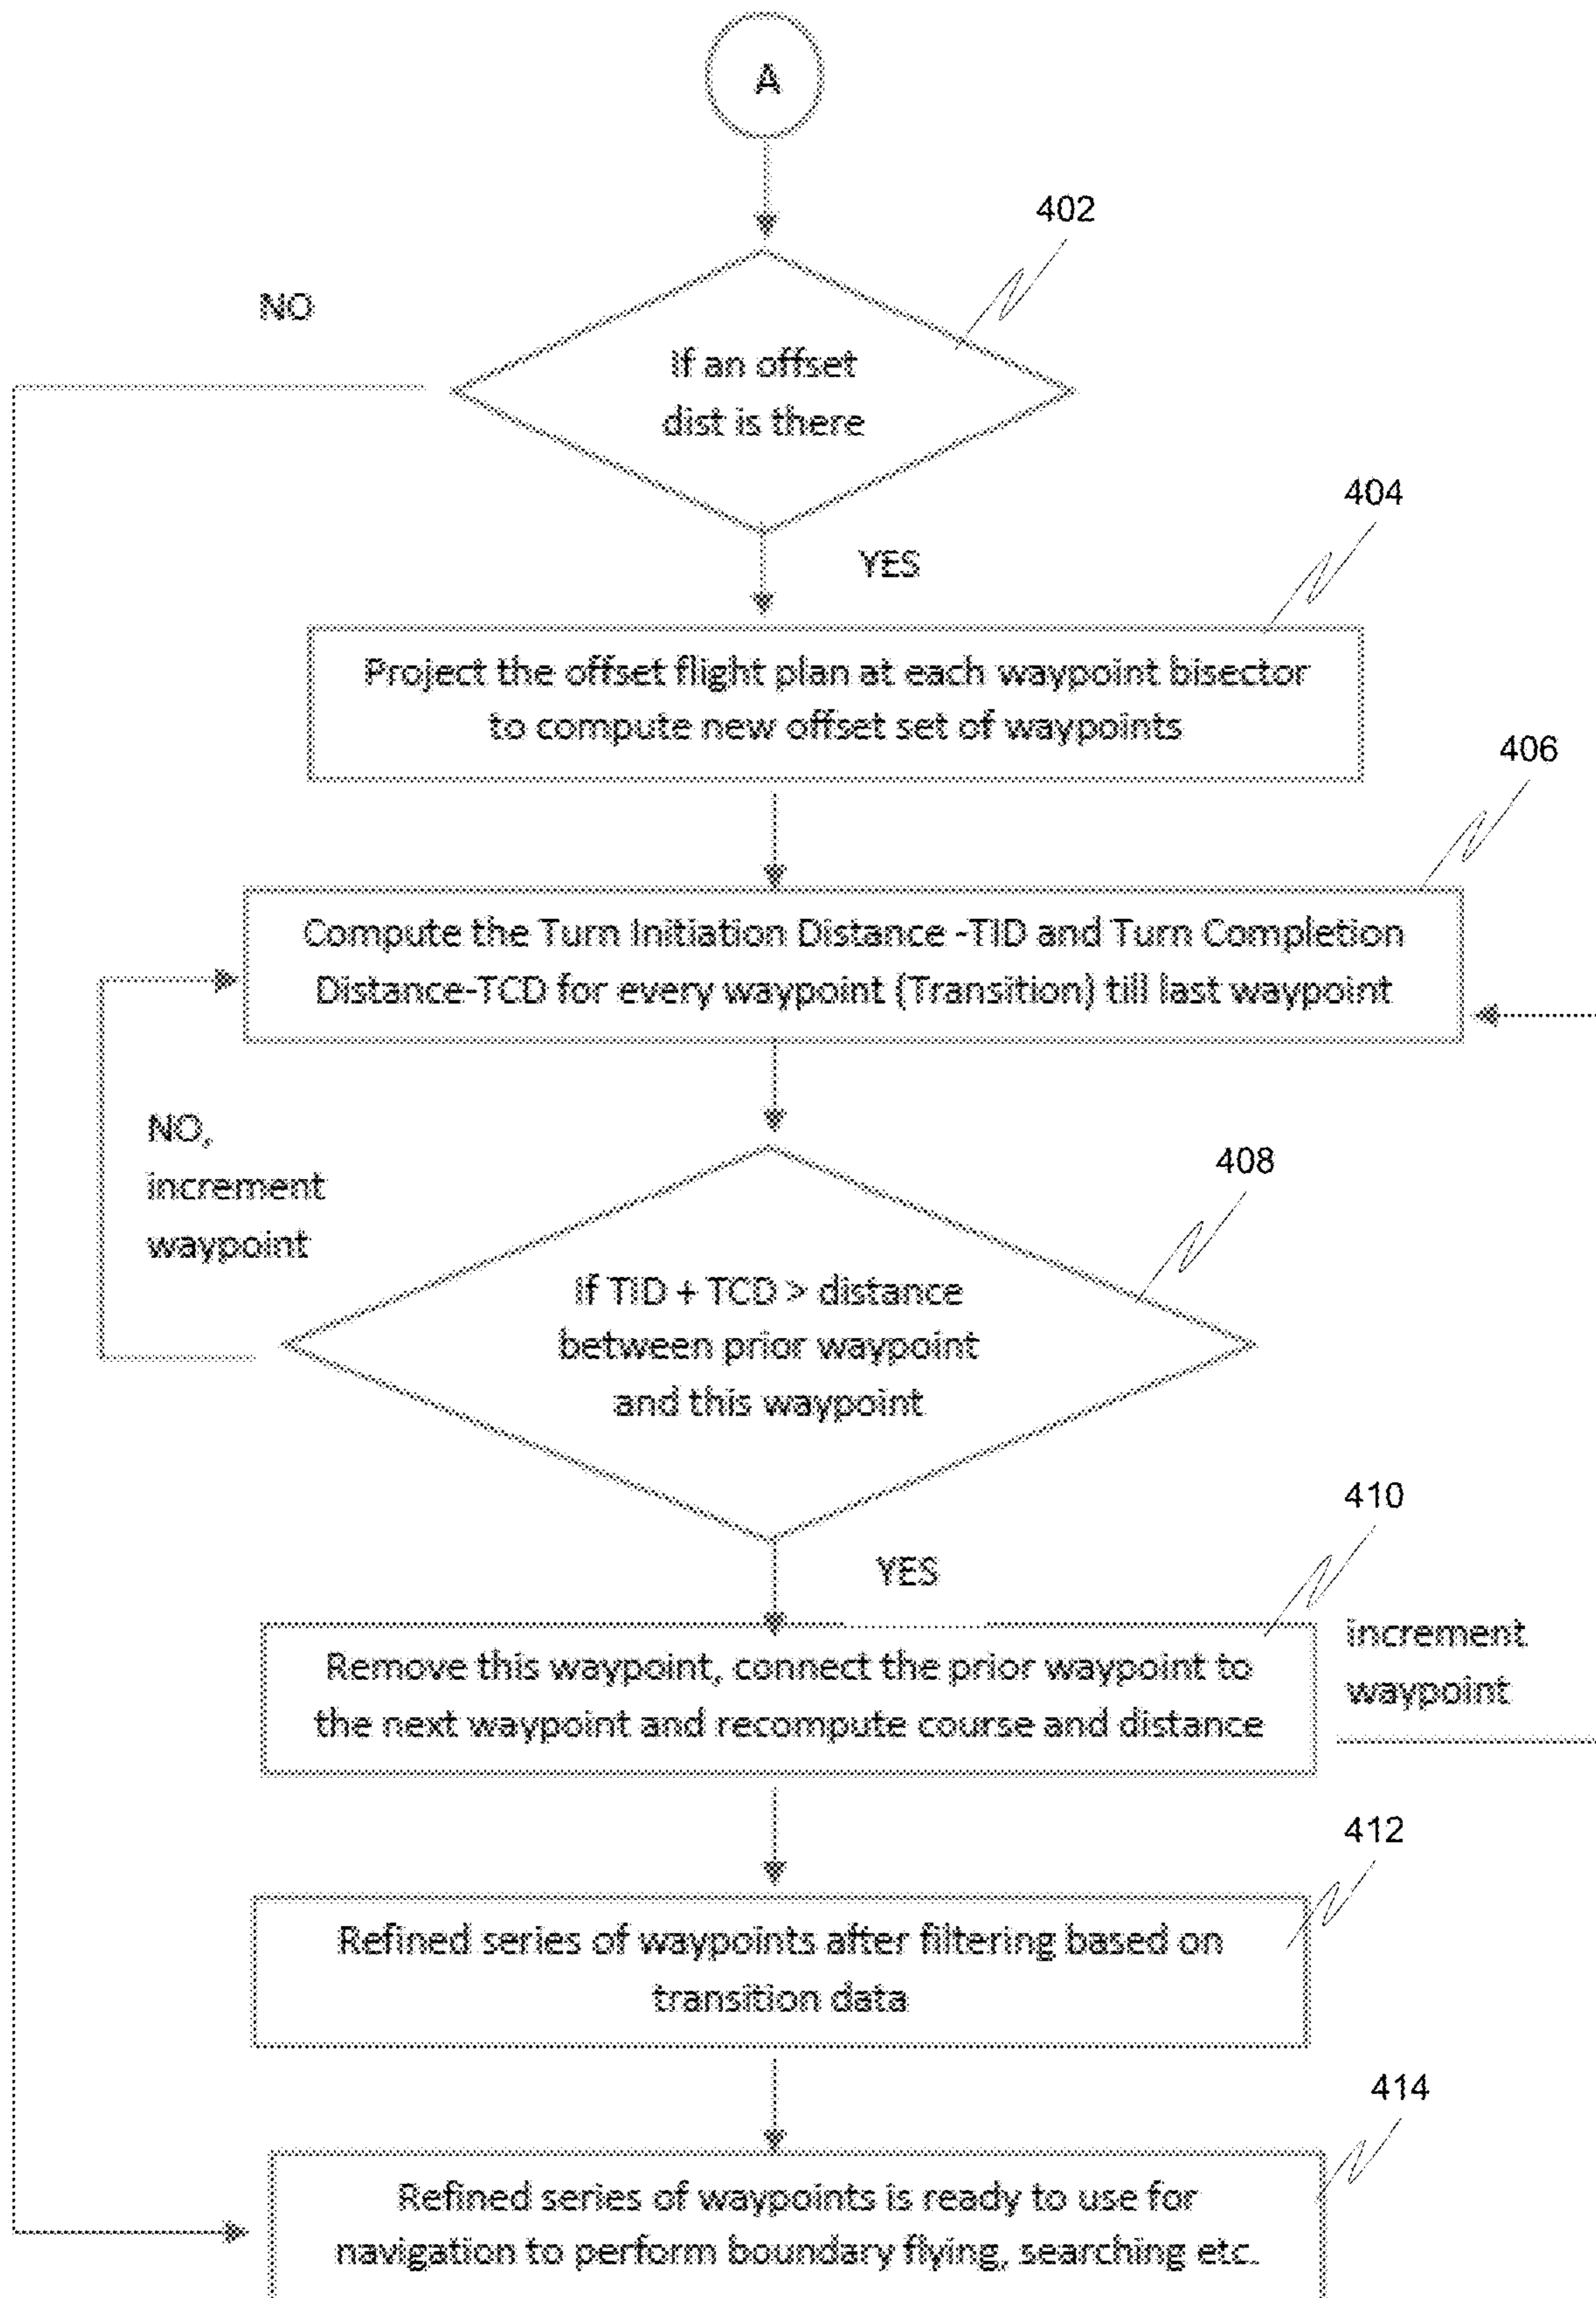 A
402
NO
If an offset
dist is there
404
YES
Project the offset flight plan at each waypoint bisector
to compute new offset set of waypoints
406
Compute the Turn Initiation Distance -TID and Turn Completion
Distance-TCD for every waypoint (Transition) till last waypoint
NO,
increment
waypoint
408
If TID + TCD > distance
between prior waypoint
and this waypoint
410
YES
increment
waypoint
Remove this waypoint, connect the prior waypoint to
the next waypoint and recompute course and distance
412
Refined series of waypoints after filtering based on
transition data
414
Refined series of waypoints is ready to use for
navigation to perform boundary flying, searching etc.